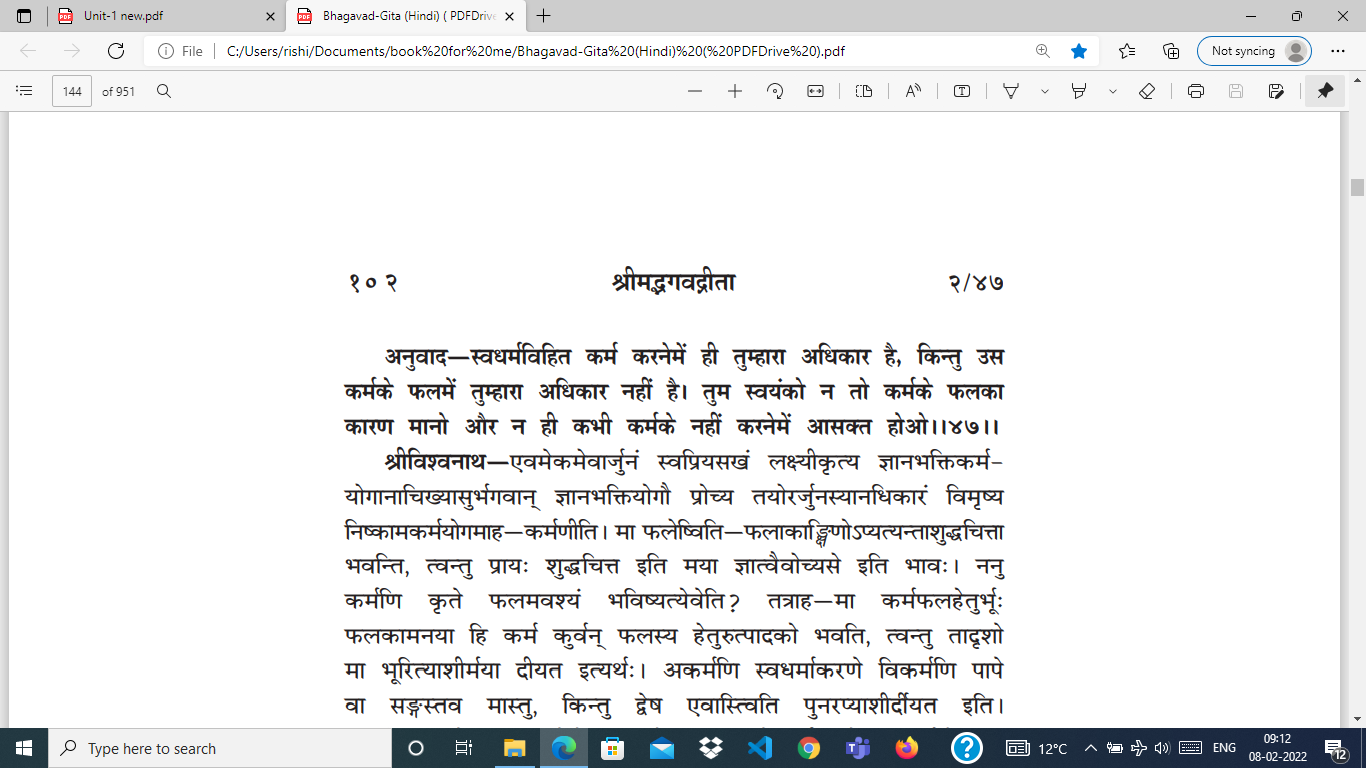 Unit-1 new.pdf
Bhagavad-Gita (Hindi) ( PDFDrive
File C:/Users/rishi/Documents/book%20for%20me/Bhagavad-Gita%20(Hindi)%20(%20PDFDrive%20).pdf Not syncing
144 of 951
१०२ श्रीमद्भगवद्गीता २/४७
अनुवाद—स्वधर्मविहित कर्म करनेमें ही तुम्हारा अधिकार है, किन्तु उस
कर्मके फलमें तुम्हारा अधिकार नहीं है। तुम स्वयंको न तो कर्मके फलका
कारण मानो और न ही कभी कर्मके नहीं करनेमें आसक्त होओ।।४७।।
श्रीविश्वनाथ—एवमेकमेवार्जुनं स्वप्रियसखं लक्ष्यीकृत्य ज्ञानभक्तिकर्म-
योगानाचिख्यासुर्भगवान् ज्ञानभक्तियोगौ प्रोच्य तयोरर्जुनस्यानधिकारं विमृष्य
निष्कामकर्मयोगमाह—कर्मणीति। मा फलेष्विति—फलाकाङ्क्षिणोऽप्यत्यन्ताशुद्धचित्ता
भवन्ति, त्वन्तु प्रायः शुद्धचित्त इति मया ज्ञात्वैवोच्यसे इति भावः। ननु
कर्मणि कृते फलमवश्यं भविष्यत्येवेति? तत्राह—मा कर्मफलहेतुर्भूः
फलकामनया हि कर्म कुर्वन् फलस्य हेतुरुत्पादको भवति, त्वन्तु तादृशो
मा भूरित्याशीर्मया दीयत इत्यर्थः। अकर्मणि स्वधर्माकरणे विकर्मणि पापे
वा सङ्गस्तव मास्तु, किन्तु द्वेष एवास्त्विति पुनरप्याशीर्दीयत इति।
Type here to search 12°C ENG 09:12
08-02-2022 12